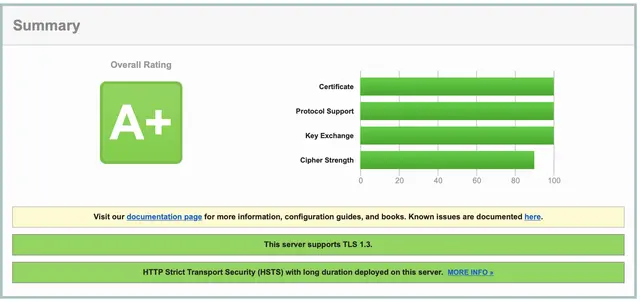 Summary
Overall Rating
A+
Certificate
Protocol Support
Key Exchange
Cipher Strength
0 20 40 60 80 100
Visit our documentation page for more information, configuration guides, and books. Known issues are documented here.
This server supports TLS 1.3.
HTTP Strict Transport Security (HSTS) with long duration deployed on this server. MORE INFO »